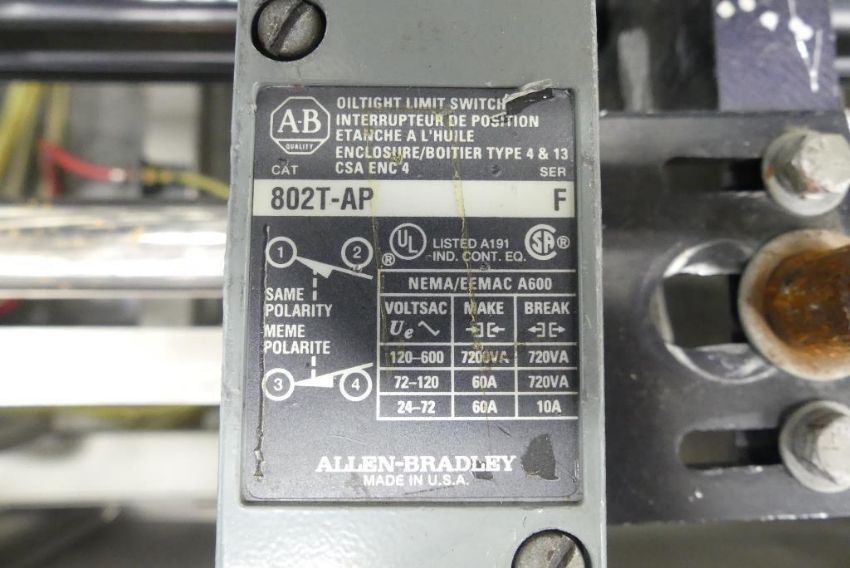 A-B
QUALITY
OILTIGHT LIMIT SWITCH
INTERRUPTEUR DE POSITION
ETANCHE A L'HUILE
ENCLOSURE/BOITIER TYPE 4 & 13
CAT CSA ENC 4 SER
802T-AP F
1 2
SAME
POLARITY
MEME
POLARITE
3 4
UL ® LISTED A191
IND. CONT. EQ. SA ®
NEMA/EEMAC A600
VOLTSAC MAKE BREAK
Ue
120-600 7200VA 720VA
72-120 60A 720VA
24-72 60A 10A
ALLEN-BRADLEY
MADE IN U.S.A.